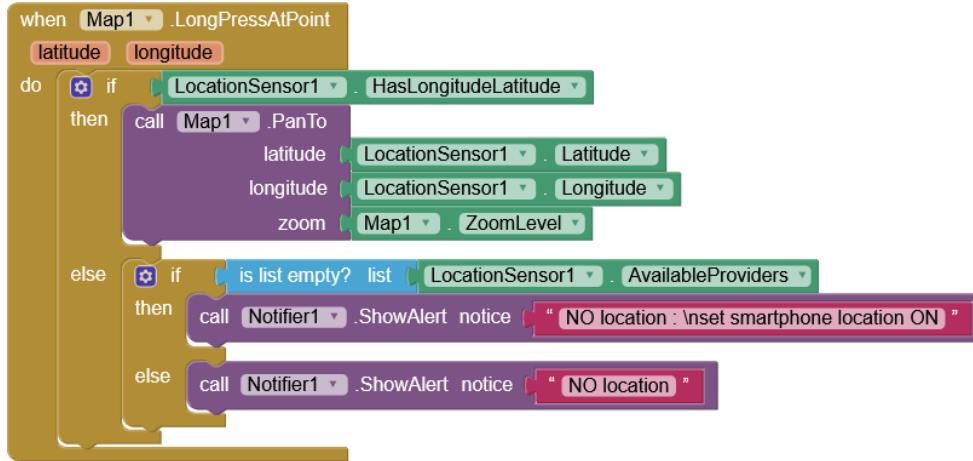 when Map1 .LongPressAtPoint
latitude longitude
do if LocationSensor1 . HasLongitudeLatitude
then call Map1 .PanTo
latitude LocationSensor1 . Latitude
longitude LocationSensor1 . Longitude
zoom Map1 . ZoomLevel
else if is list empty? list LocationSensor1 . AvailableProviders
then call Notifier1 .ShowAlert notice “ NO location : \nset smartphone location ON ”
else call Notifier1 .ShowAlert notice “ NO location ”